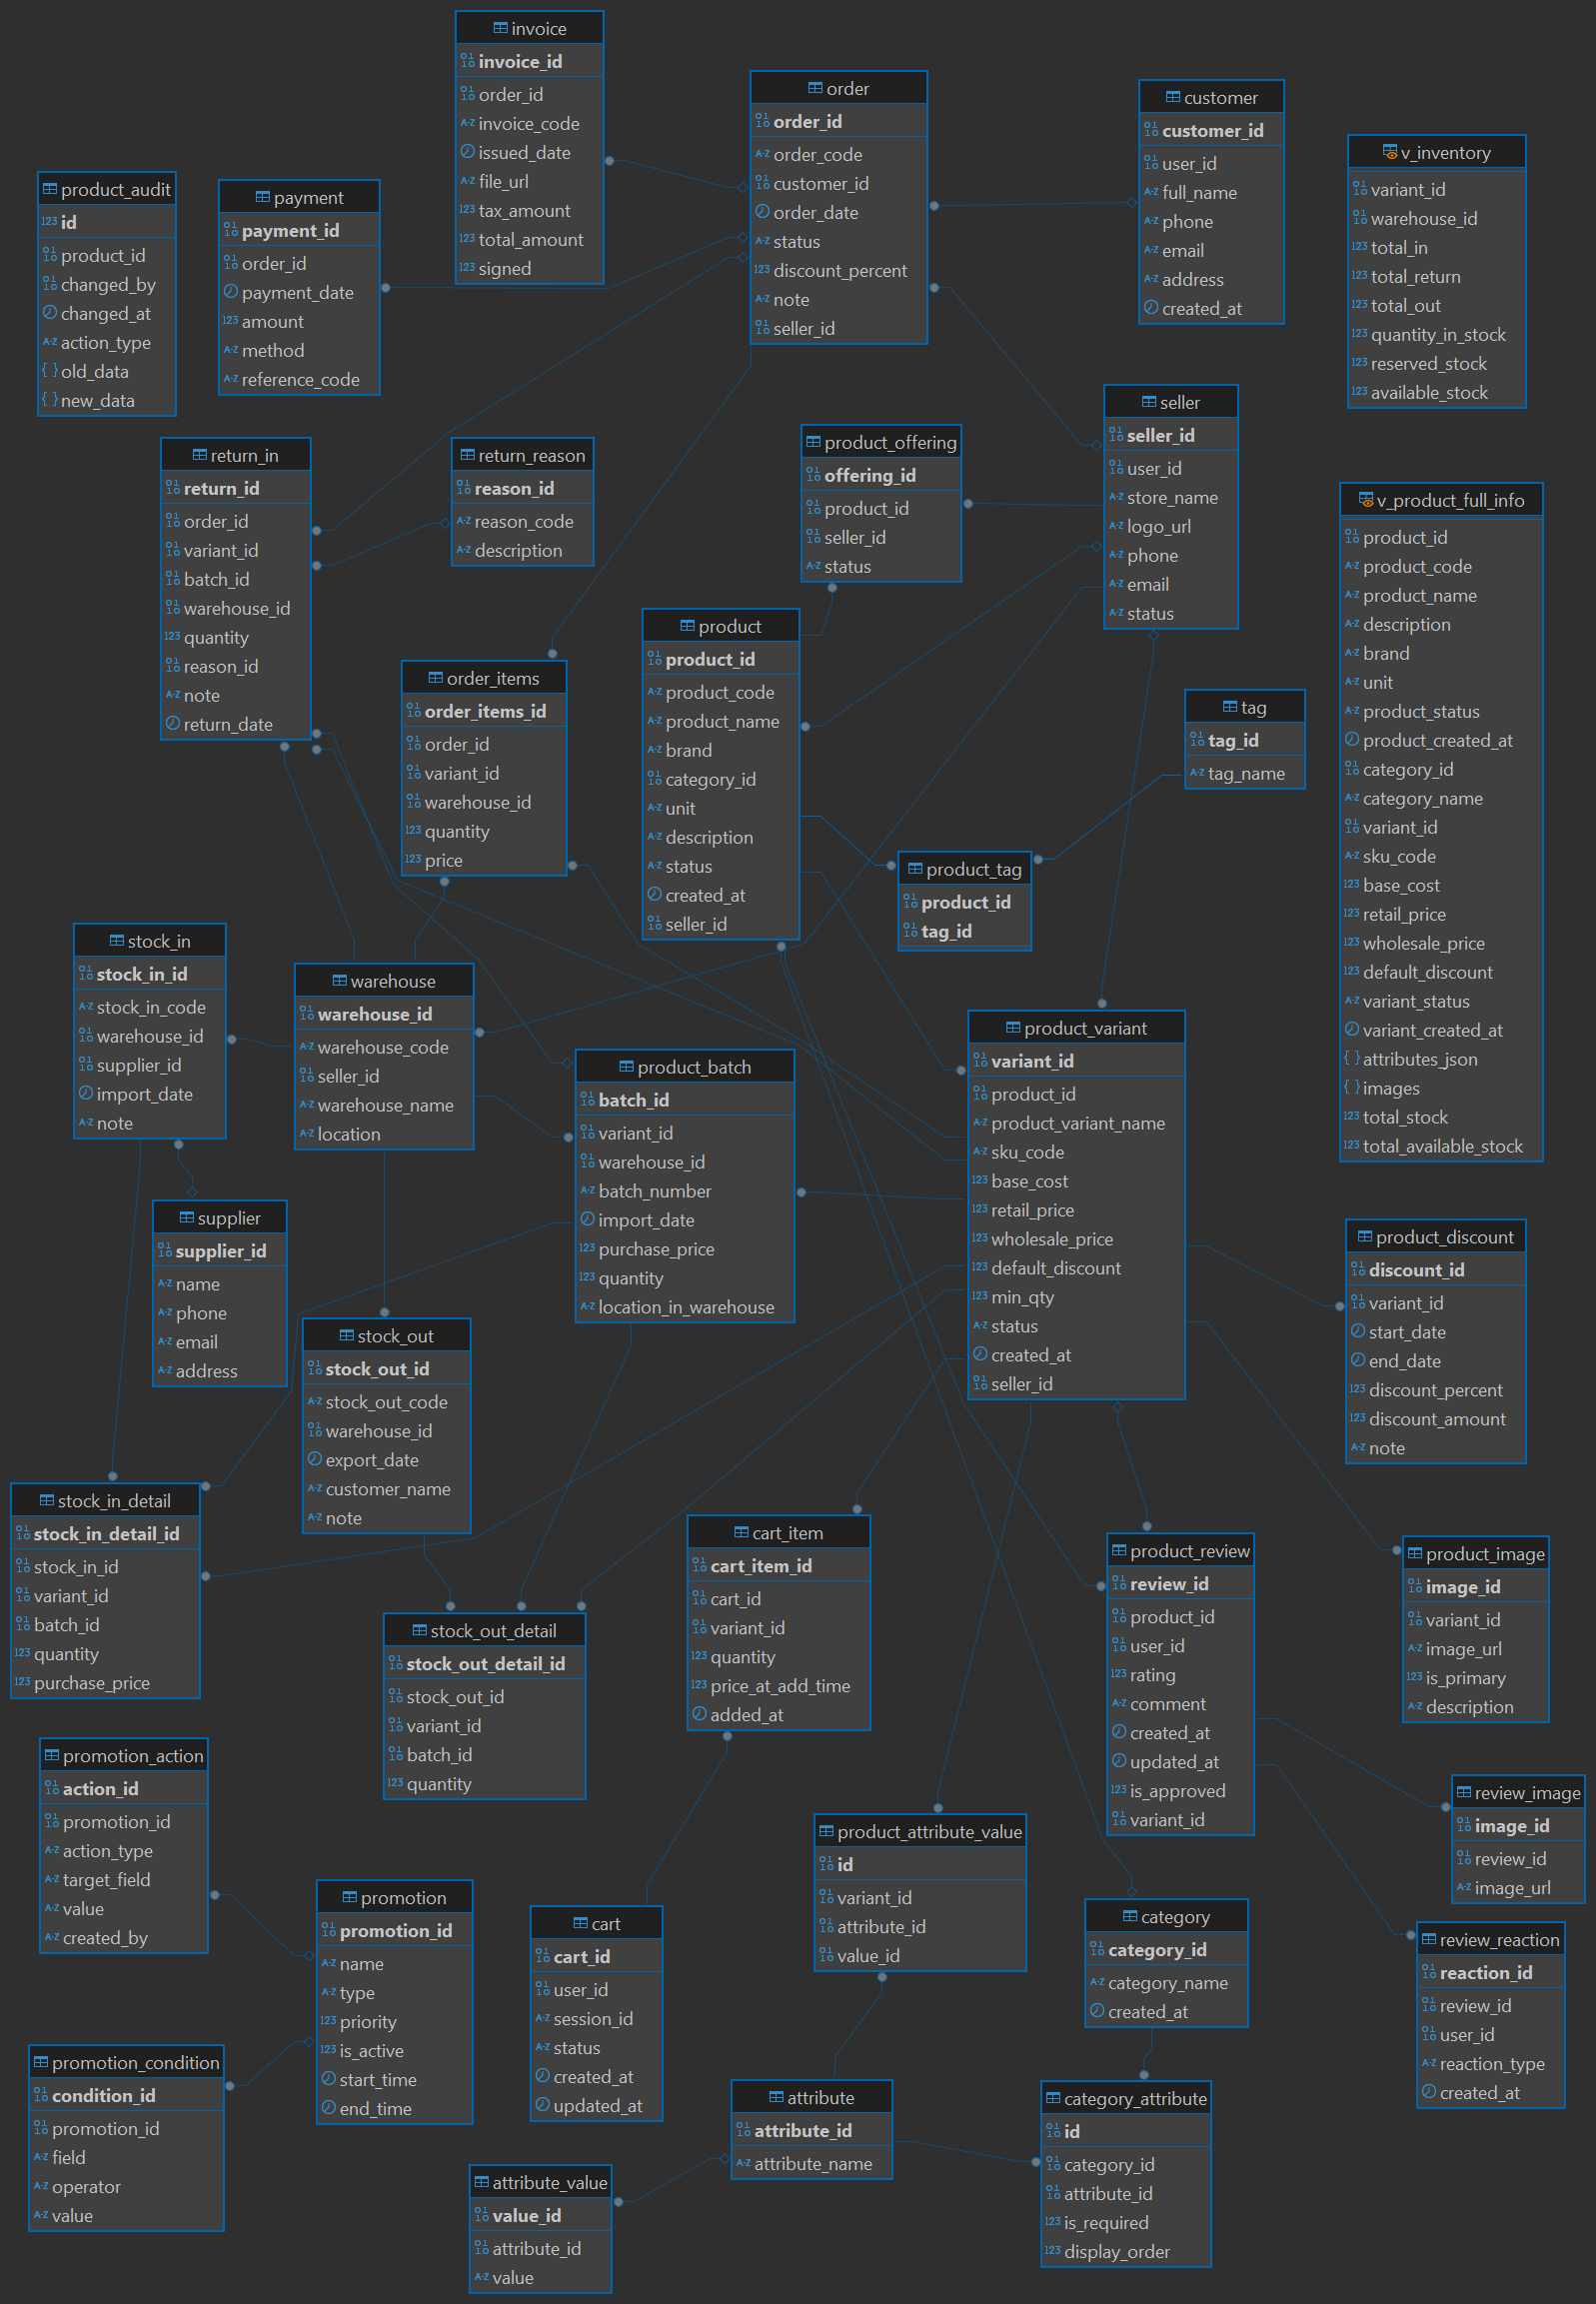 invoice
invoice_id
order_id
invoice_code
issued_date
file_url
tax_amount
total_amount
signed
order
order_id
order_code
customer_id
order_date
status
discount_percent
note
seller_id
customer
customer_id
user_id
full_name
phone
email
address
created_at
v_inventory
variant_id
warehouse_id
total_in
total_return
total_out
quantity_in_stock
reserved_stock
available_stock
product_audit
id
product_id
changed_by
changed_at
action_type
old_data
new_data
payment
payment_id
order_id
payment_date
amount
method
reference_code
return_in
return_id
order_id
variant_id
batch_id
warehouse_id
quantity
reason_id
note
return_date
return_reason
reason_id
reason_code
description
product_offering
offering_id
product_id
seller_id
status
seller
seller_id
user_id
store_name
logo_url
phone
email
status
v_product_full_info
product_id
product_code
product_name
description
brand
unit
product_status
product_created_at
category_id
category_name
variant_id
sku_code
base_cost
retail_price
wholesale_price
default_discount
variant_status
variant_created_at
attributes_json
images
total_stock
total_available_stock
product
product_id
product_code
product_name
brand
category_id
unit
description
status
created_at
seller_id
order_items
order_items_id
order_id
variant_id
warehouse_id
quantity
price
tag
tag_id
tag_name
product_tag
product_id
tag_id
stock_in
stock_in_id
stock_in_code
warehouse_id
supplier_id
import_date
note
warehouse
warehouse_id
warehouse_code
seller_id
warehouse_name
location
product_batch
batch_id
variant_id
warehouse_id
batch_number
import_date
purchase_price
quantity
location_in_warehouse
product_variant
variant_id
product_id
product_variant_name
sku_code
base_cost
retail_price
wholesale_price
default_discount
min_qty
status
created_at
seller_id
supplier
supplier_id
name
phone
email
address
product_discount
discount_id
variant_id
start_date
end_date
discount_percent
discount_amount
note
stock_out
stock_out_id
stock_out_code
warehouse_id
export_date
customer_name
note
stock_in_detail
stock_in_detail_id
stock_in_id
variant_id
batch_id
quantity
purchase_price
cart_item
cart_item_id
cart_id
variant_id
quantity
price_at_add_time
added_at
product_review
review_id
product_id
user_id
rating
comment
created_at
updated_at
is_approved
variant_id
product_image
image_id
variant_id
image_url
is_primary
description
stock_out_detail
stock_out_detail_id
stock_out_id
variant_id
batch_id
quantity
promotion_action
action_id
promotion_id
action_type
target_field
value
created_by
review_image
image_id
review_id
image_url
product_attribute_value
id
variant_id
attribute_id
value_id
promotion
promotion_id
name
type
priority
is_active
start_time
end_time
cart
cart_id
user_id
session_id
status
created_at
updated_at
category
category_id
category_name
created_at
review_reaction
reaction_id
review_id
user_id
reaction_type
created_at
promotion_condition
condition_id
promotion_id
field
operator
value
attribute
attribute_id
attribute_name
category_attribute
id
category_id
attribute_id
is_required
display_order
attribute_value
value_id
attribute_id
value